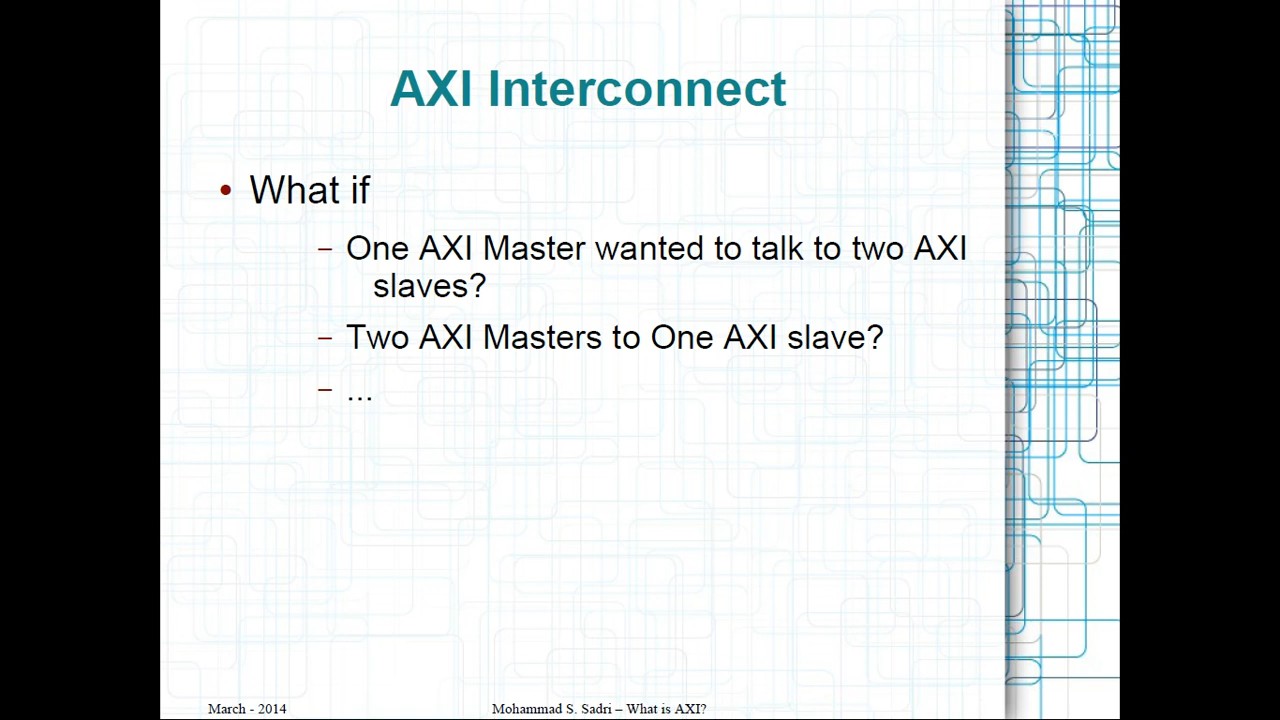 AXI Interconnect
• What if
– One AXI Master wanted to talk to two AXI
slaves?
– Two AXI Masters to One AXI slave?
– ...
March - 2014
Mohammad S. Sadri – What is AXI?